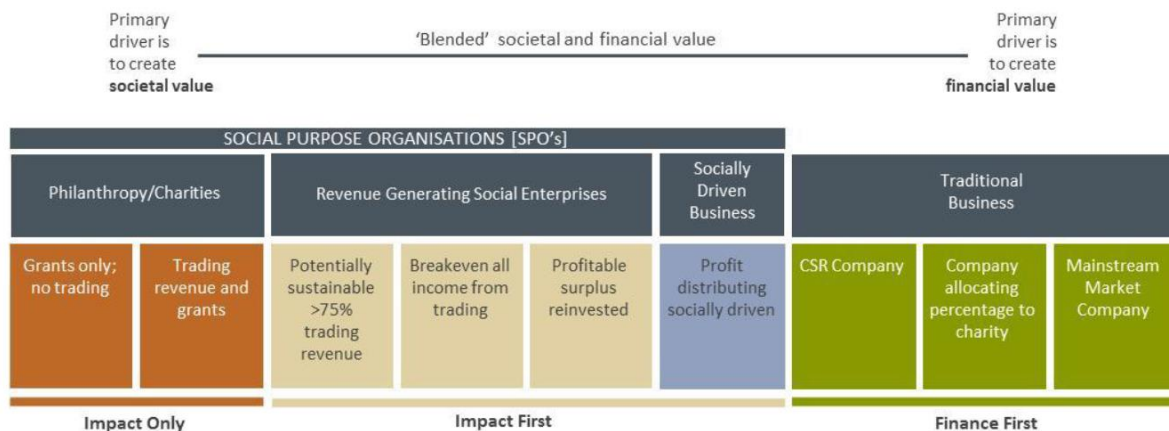 Primary
driver is
to create
societal value
‘Blended’ societal and financial value
Primary
driver is
to create
financial value
SOCIAL PURPOSE ORGANISATIONS [SPO's]
Philanthropy/Charities
Revenue Generating Social Enterprises
Socially
Driven
Business
Traditional
Business
Grants only;
no trading
Trading
revenue and
grants
Potentially
sustainable
>75%
trading
revenue
Breakeven all
income from
trading
Profitable
surplus
reinvested
Profit
distributing
socially driven
CSR Company
Company
allocating
percentage to
charity
Mainstream
Market
Company
Impact Only
Impact First
Finance First